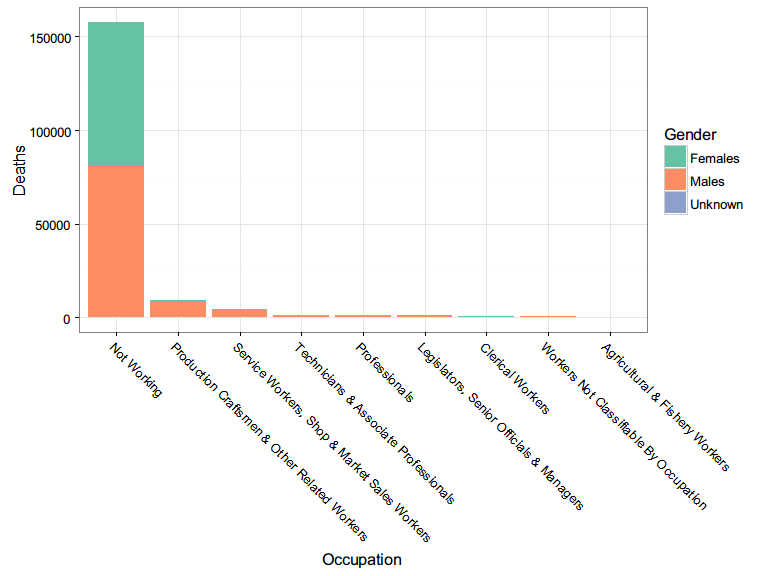 150000
100000
50000
0
Deaths
Gender
Females
Males
Unknown
Not Working
Production Craftsmen & Other Related Workers
Service Workers, Shop & Market Sales Workers
Technicians & Associate Professionals
Professionals
Legislators, Senior Officials & Managers
Clerical Workers
Workers Not Classifiable By Occupation
Agricultural & Fishery Workers
Occupation